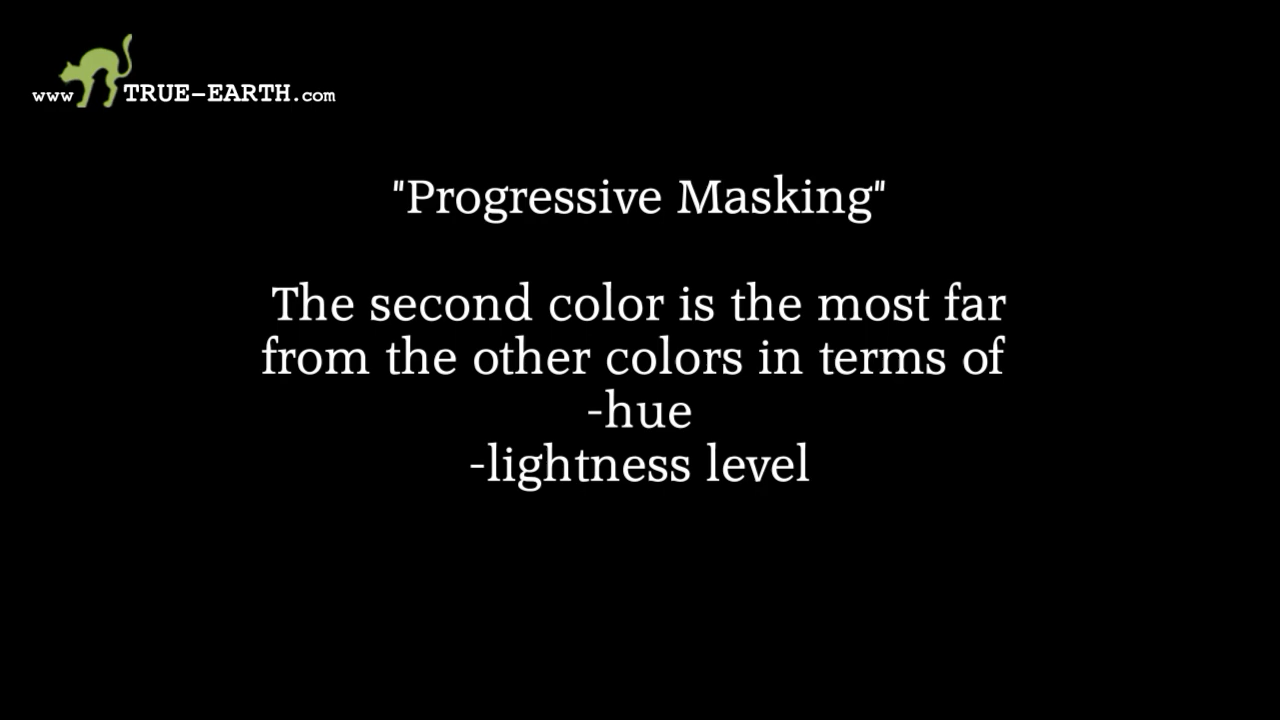 www TRUE-EARTH.com
"Progressive Masking"
The second color is the most far
from the other colors in terms of
-hue
-lightness level